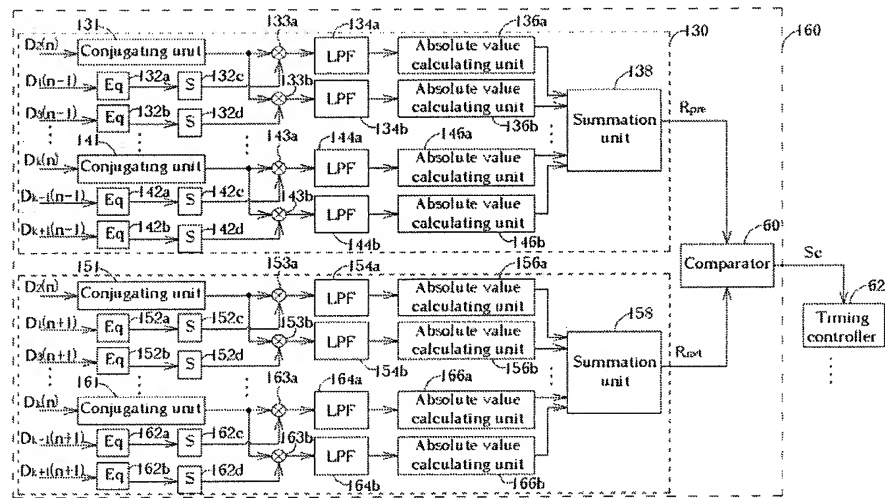 131 133a 134a 136a 130 160
D2(n) Conjugating unit LPF Absolute value calculating unit
D1(n-1) Eq 132a S 132c 133b 138
D3(n-1) Eq 132b S 132d LPF Absolute value calculating unit
141 143a 144a 134b 146a 136b Summation unit Rpre
Dk(n) Conjugating unit LPF Absolute value calculating unit
Dk-1(n-1) Eq 142a S 142c 143b
Dk+1(n-1) Eq 142b S 142d LPF Absolute value calculating unit
144b 146b 60
Comparator Sc
151 153a 154a 156a
D2(n) Conjugating unit LPF Absolute value calculating unit 62
D1(n+1) Eq 152a S 152c 153b 158 Timing controller
D3(n+1) Eq 152b S 152d LPF Absolute value calculating unit
161 163a 164a 154b 166a 156b Summation unit Rnxt
Dk(n) Conjugating unit LPF Absolute value calculating unit
Dk-1(n+1) Eq 162a S 162c 163b
Dk+1(n+1) Eq 162b S 162d LPF Absolute value calculating unit
164b 166b